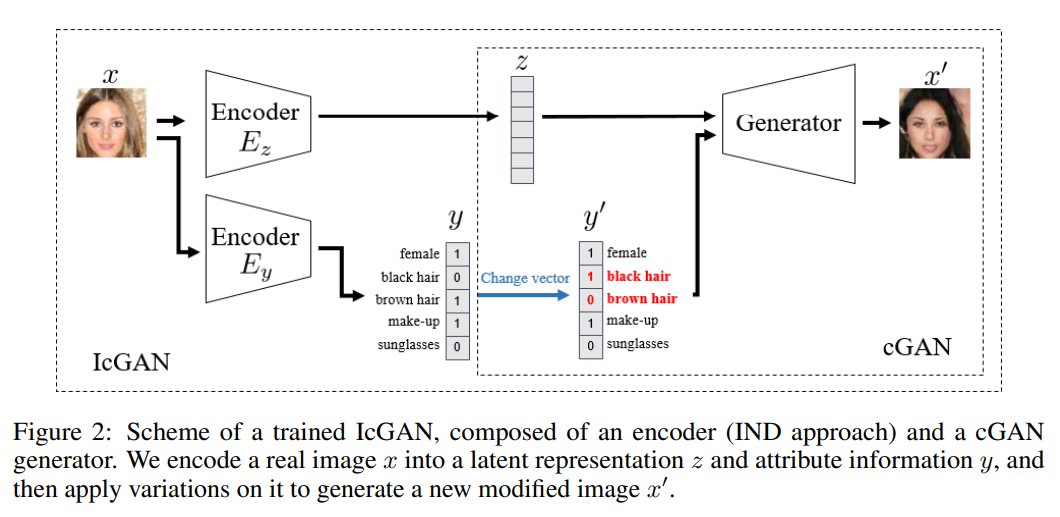 x
Encoder
E_z
z
Generator
x′
Encoder
E_y
y
female 1
black hair 0
brown hair 1
make-up 1
sunglasses 0
Change vector
y′
1 female
1 black hair
0 brown hair
1 make-up
0 sunglasses
IcGAN
cGAN
Figure 2: Scheme of a trained IcGAN, composed of an encoder (IND approach) and a cGAN
generator. We encode a real image x into a latent representation z and attribute information y, and
then apply variations on it to generate a new modified image x′.